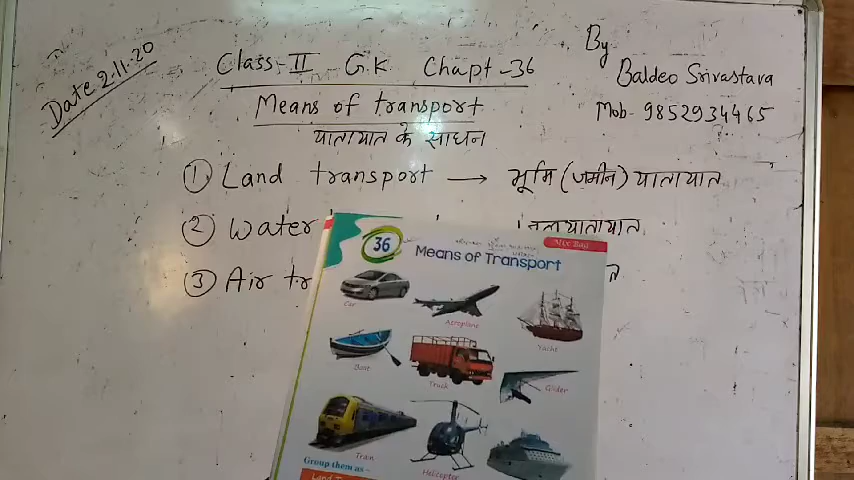 Date 2.11.20
Class-II G.K Chapt-36
By
Baldeo Srivastava
Mob- 9852934465
Means of transport
यातायात के साधन
① Land transport → भूमि (जमीन) यातायात
② Water यातायात
③ Air tr
36
Mix Bag
Means of Transport
Car
Aeroplane
Yacht
Boat
Truck
Glider
Train
Helicopter
Group them as –